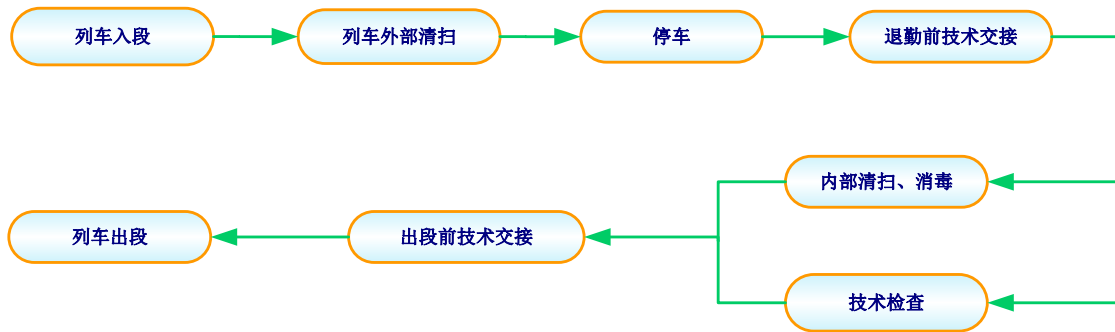 列车入段
列车外部清扫
停车
退勤前技术交接
内部清扫、消毒
技术检查
出段前技术交接
列车出段